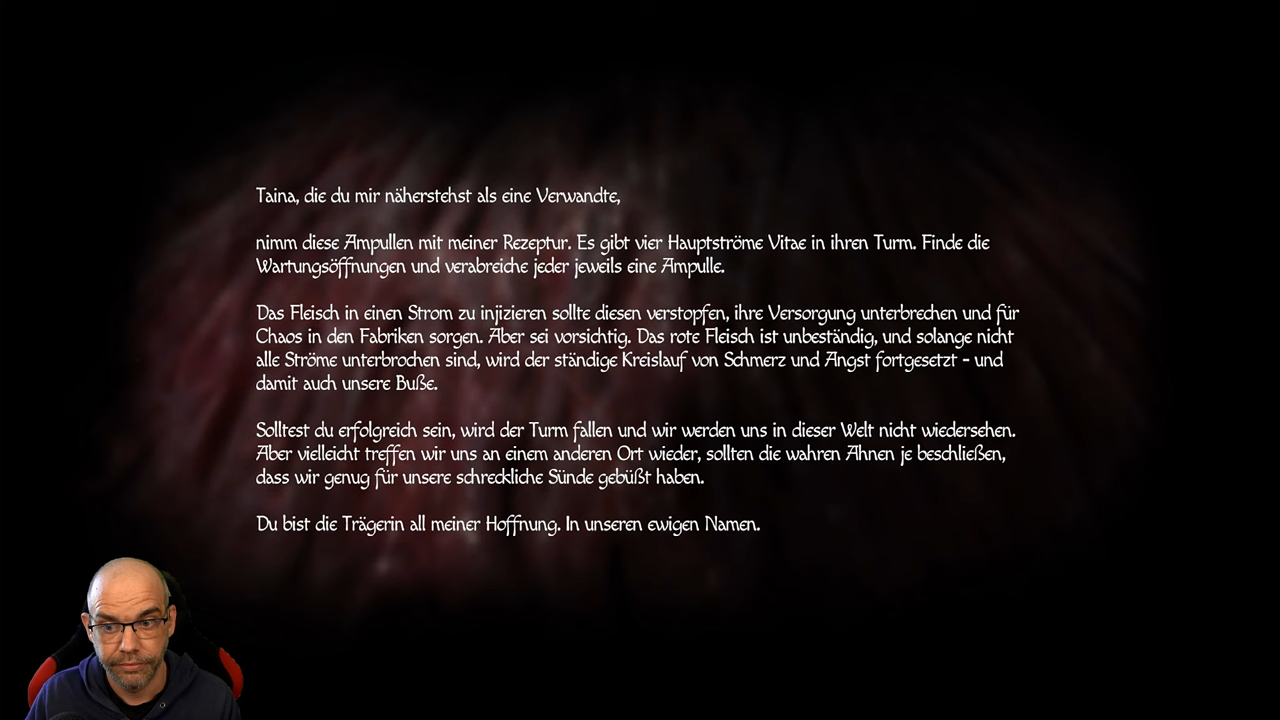 Taina, die du mir näherstehst als eine Verwandte,
nimm diese Ampullen mit meiner Rezeptur. Es gibt vier Hauptströme Vitae in ihren Turm. Finde die
Wartungsöffnungen und verabreiche jeder jeweils eine Ampulle.
Das Fleisch in einen Strom zu injizieren sollte diesen verstopfen, ihre Versorgung unterbrechen und für
Chaos in den Fabriken sorgen. Aber sei vorsichtig. Das rote Fleisch ist unbeständig, und solange nicht
alle Ströme unterbrochen sind, wird der ständige Kreislauf von Schmerz und Angst fortgesetzt - und
damit auch unsere Buße.
Solltest du erfolgreich sein, wird der Turm fallen und wir werden uns in dieser Welt nicht wiedersehen.
Aber vielleicht treffen wir uns an einem anderen Ort wieder, sollten die wahren Ahnen je beschließen,
dass wir genug für unsere schreckliche Sünde gebüßt haben.
Du bist die Trägerin all meiner Hoffnung. In unseren ewigen Namen.